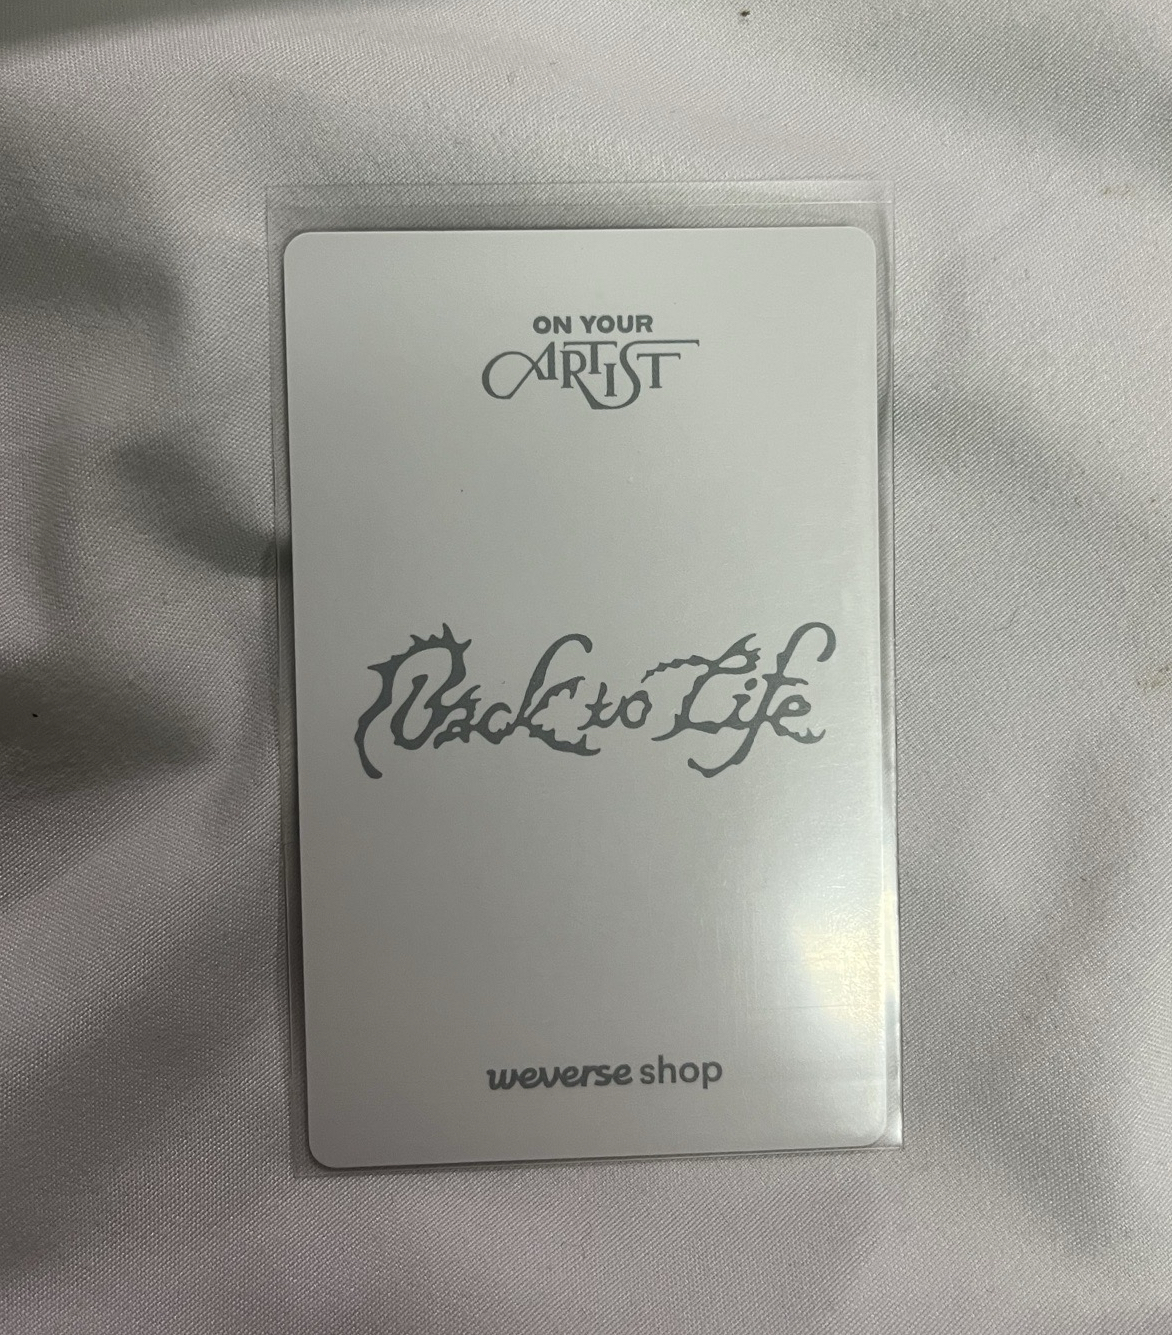 ON YOUR
ARTIST
Back to Life
weverse shop